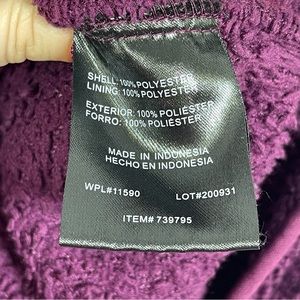 SHELL: 100% POLYESTER
LINING: 100% POLYESTER
EXTERIOR: 100% POLIÉSTER
FORRO: 100% POLIÉSTER
MADE IN INDONESIA
HECHO EN INDONESIA
WPL#11590 LOT#200931
ITEM# 739795